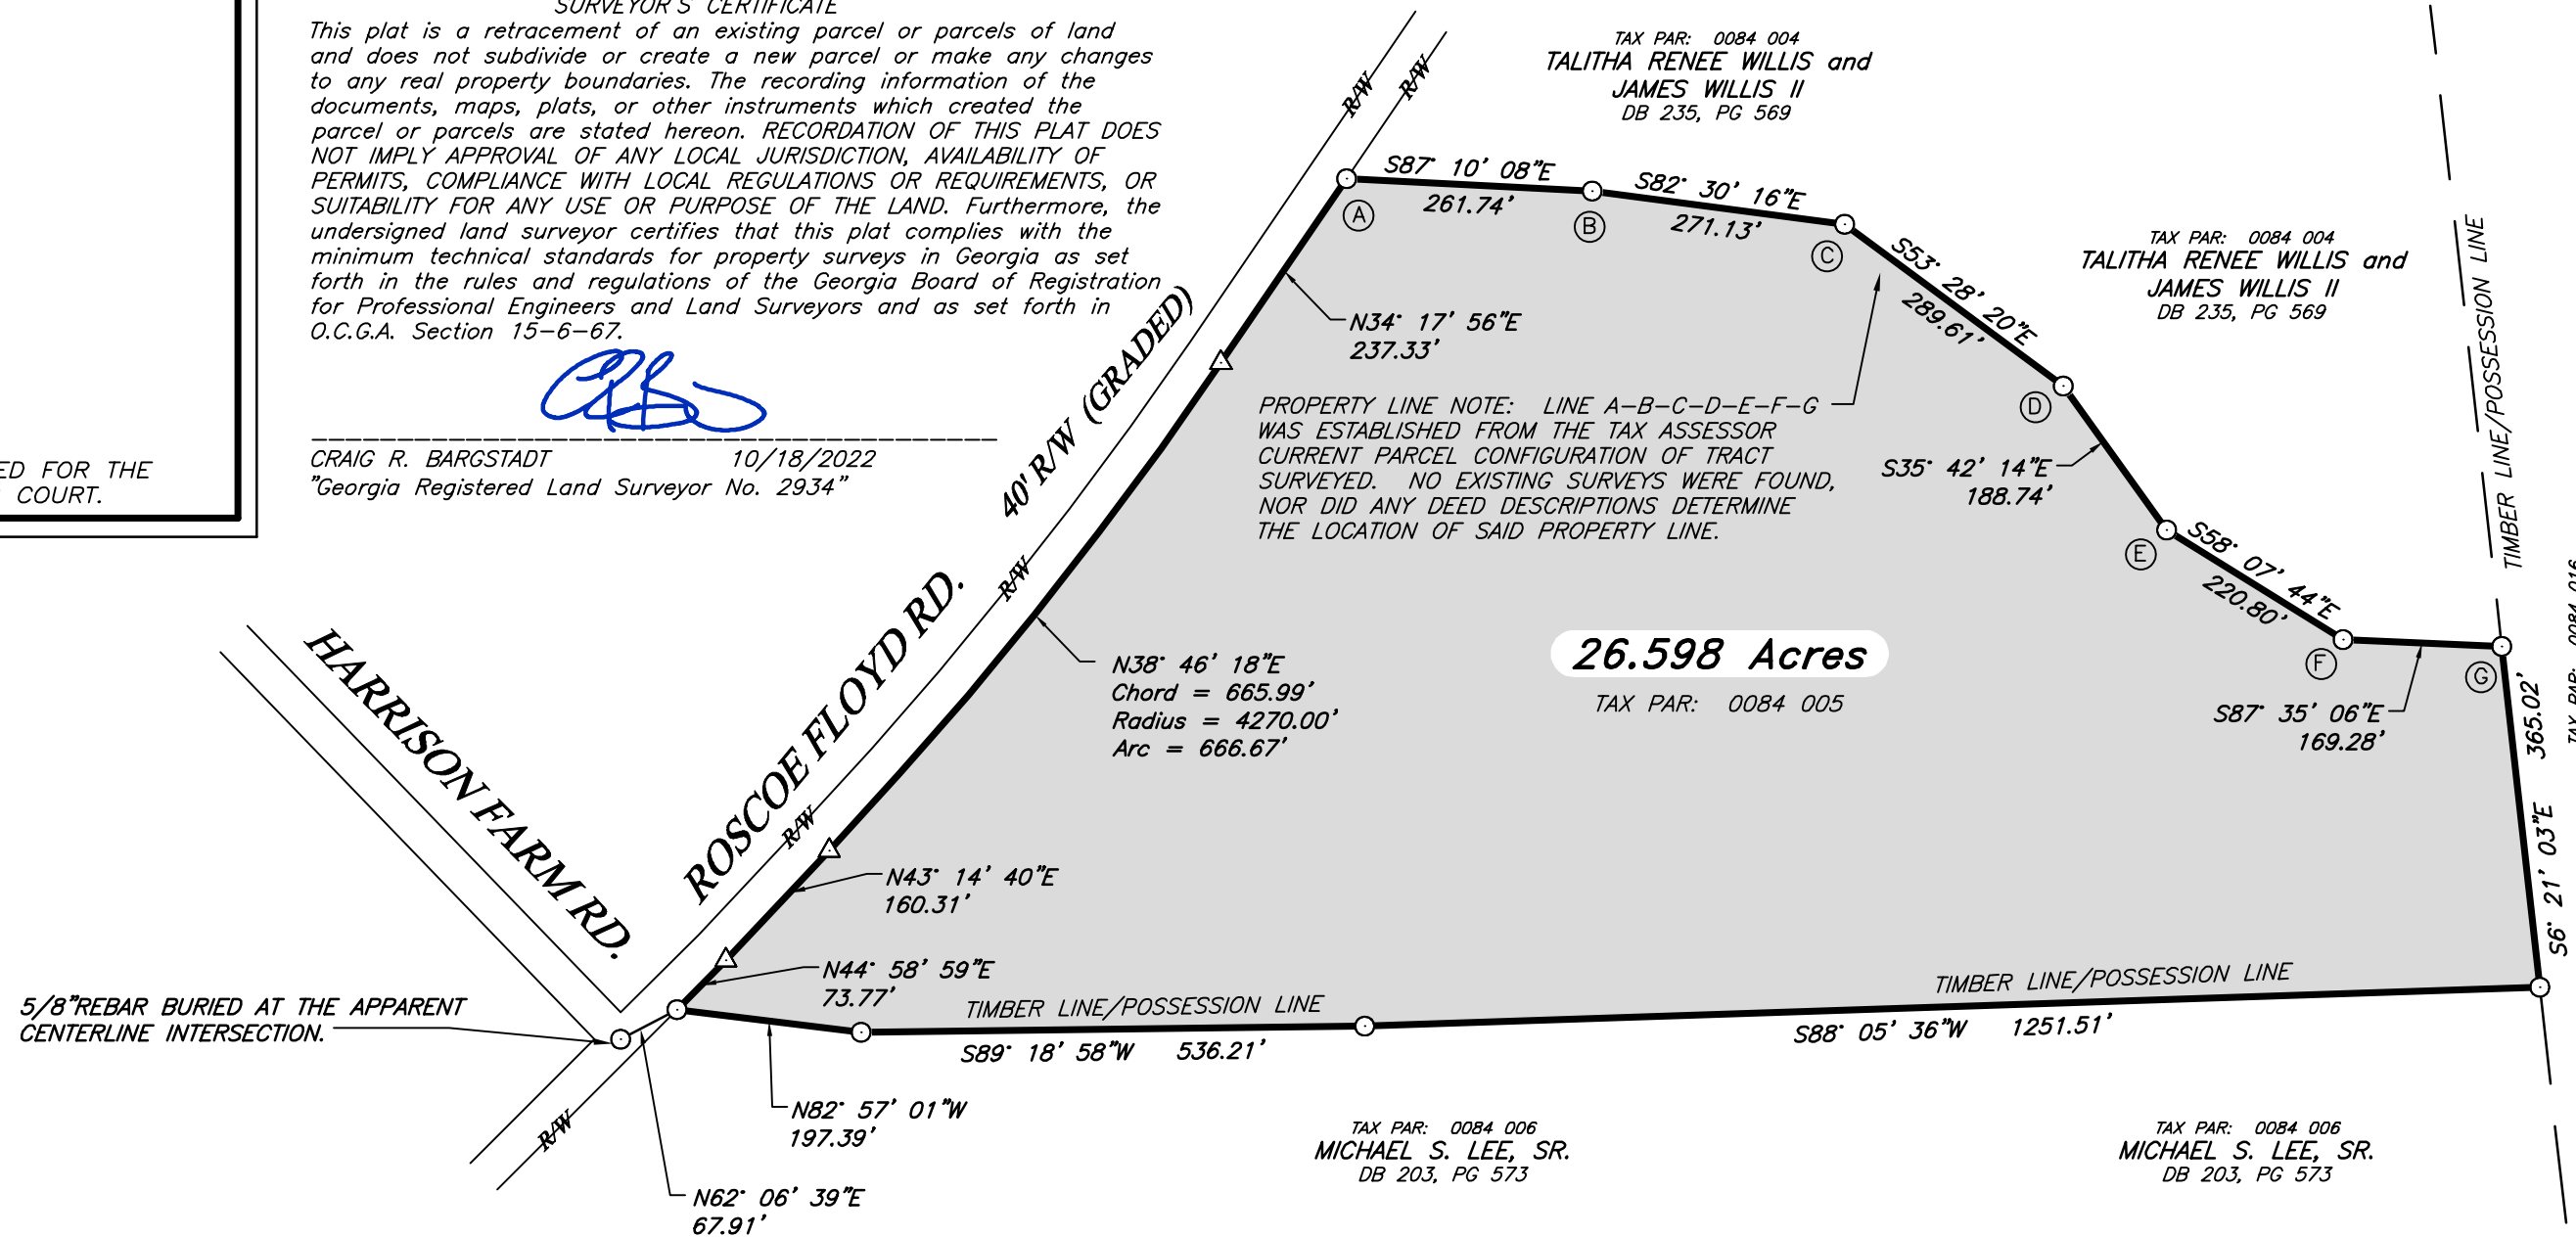 SURVEYOR'S CERTIFICATE
This plat is a retracement of an existing parcel or parcels of land
and does not subdivide or create a new parcel or make any changes
to any real property boundaries. The recording information of the
documents, maps, plats, or other instruments which created the
parcel or parcels are stated hereon. RECORDATION OF THIS PLAT DOES
NOT IMPLY APPROVAL OF ANY LOCAL JURISDICTION, AVAILABILITY OF
PERMITS, COMPLIANCE WITH LOCAL REGULATIONS OR REQUIREMENTS, OR
SUITABILITY FOR ANY USE OR PURPOSE OF THE LAND. Furthermore, the
undersigned land surveyor certifies that this plat complies with the
minimum technical standards for property surveys in Georgia as set
forth in the rules and regulations of the Georgia Board of Registration
for Professional Engineers and Land Surveyors and as set forth in
O.C.G.A. Section 15-6-67.
CRAIG R. BARGSTADT 10/18/2022
"Georgia Registered Land Surveyor No. 2934"
ED FOR THE
COURT.
R/W
R/W
TAX PAR: 0084 004
TALITHA RENEE WILLIS and
JAMES WILLIS II
DB 235, PG 569
S87° 10' 08"E
261.74'
S82° 30' 16"E
271.13'
A
B
C
S53° 28' 20"E
289.61'
TAX PAR: 0084 004
TALITHA RENEE WILLIS and
JAMES WILLIS II
DB 235, PG 569
TIMBER LINE/POSSESSION LINE
N34° 17' 56"E
237.33'
PROPERTY LINE NOTE: LINE A-B-C-D-E-F-G
WAS ESTABLISHED FROM THE TAX ASSESSOR
CURRENT PARCEL CONFIGURATION OF TRACT
SURVEYED. NO EXISTING SURVEYS WERE FOUND,
NOR DID ANY DEED DESCRIPTIONS DETERMINE
THE LOCATION OF SAID PROPERTY LINE.
D
S35° 42' 14"E
188.74'
E
S58° 07' 44"E
220.80'
F
G
S87° 35' 06"E
169.28'
TAX PAR: 0084 016
365.02'
S6° 21' 03"E
40' R/W (GRADED)
R/W
ROSCOE FLOYD RD.
R/W
HARRISON FARM RD.
N38° 46' 18"E
Chord = 665.99'
Radius = 4270.00'
Arc = 666.67'
26.598 Acres
TAX PAR: 0084 005
N43° 14' 40"E
160.31'
N44° 58' 59"E
73.77'
5/8"REBAR BURIED AT THE APPARENT
CENTERLINE INTERSECTION.
TIMBER LINE/POSSESSION LINE
S89° 18' 58"W 536.21'
TIMBER LINE/POSSESSION LINE
S88° 05' 36"W 1251.51'
N82° 57' 01"W
197.39'
R/W
N62° 06' 39"E
67.91'
TAX PAR: 0084 006
MICHAEL S. LEE, SR.
DB 203, PG 573
TAX PAR: 0084 006
MICHAEL S. LEE, SR.
DB 203, PG 573